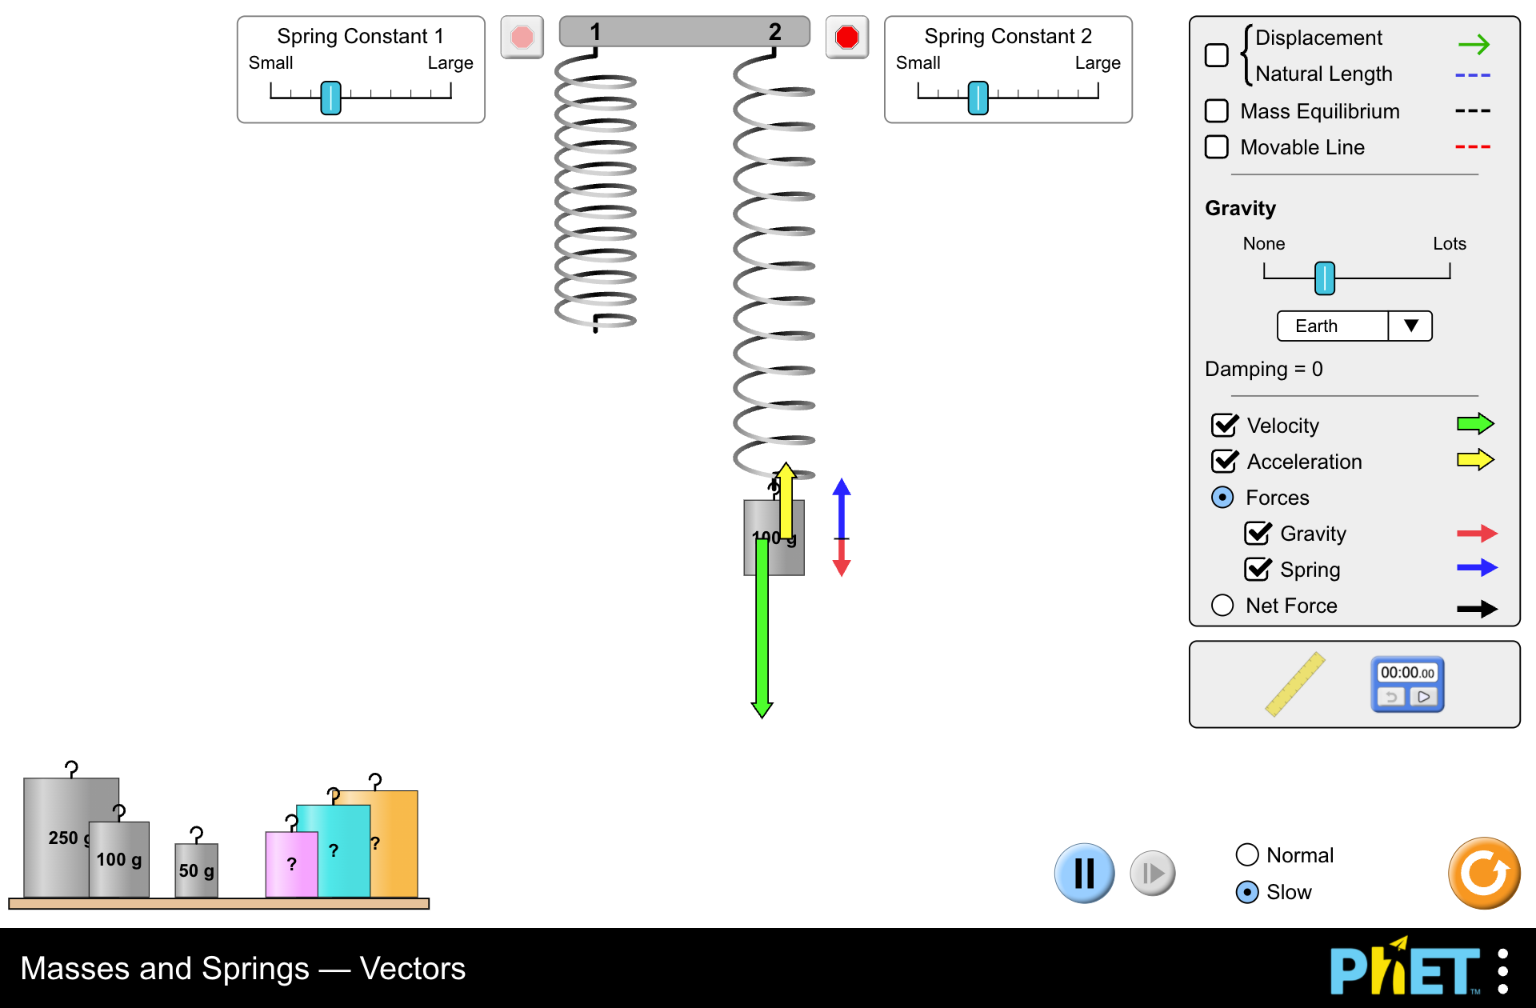 Spring Constant 1
Small Large
1 2
Spring Constant 2
Small Large
Displacement
Natural Length
Mass Equilibrium
Movable Line
Gravity
None Lots
Earth
Damping = 0
Velocity
Acceleration
Forces
Gravity
Spring
Net Force
100 g
00:00.00
250 g
100 g
50 g
?
?
?
Normal
Slow
Masses and Springs — Vectors
PhET
TM